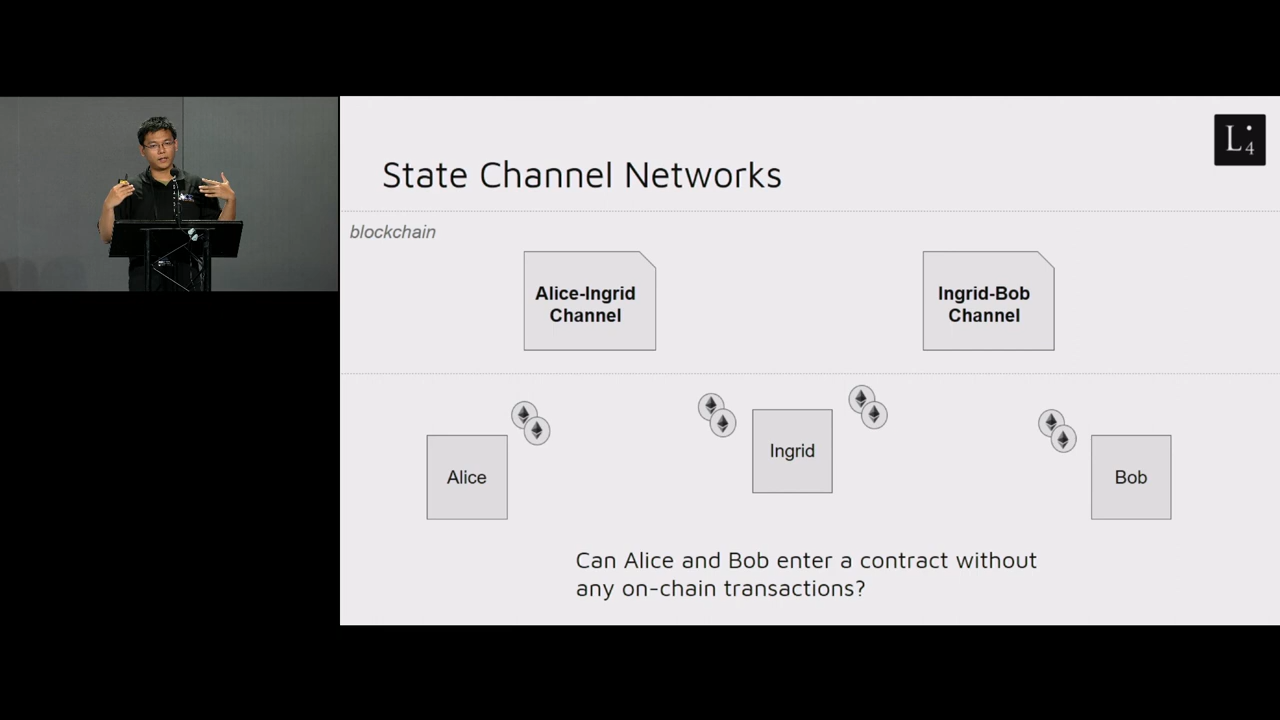 L4
State Channel Networks
blockchain
Alice-Ingrid
Channel
Ingrid-Bob
Channel
Alice
Ingrid
Bob
Can Alice and Bob enter a contract without
any on-chain transactions?